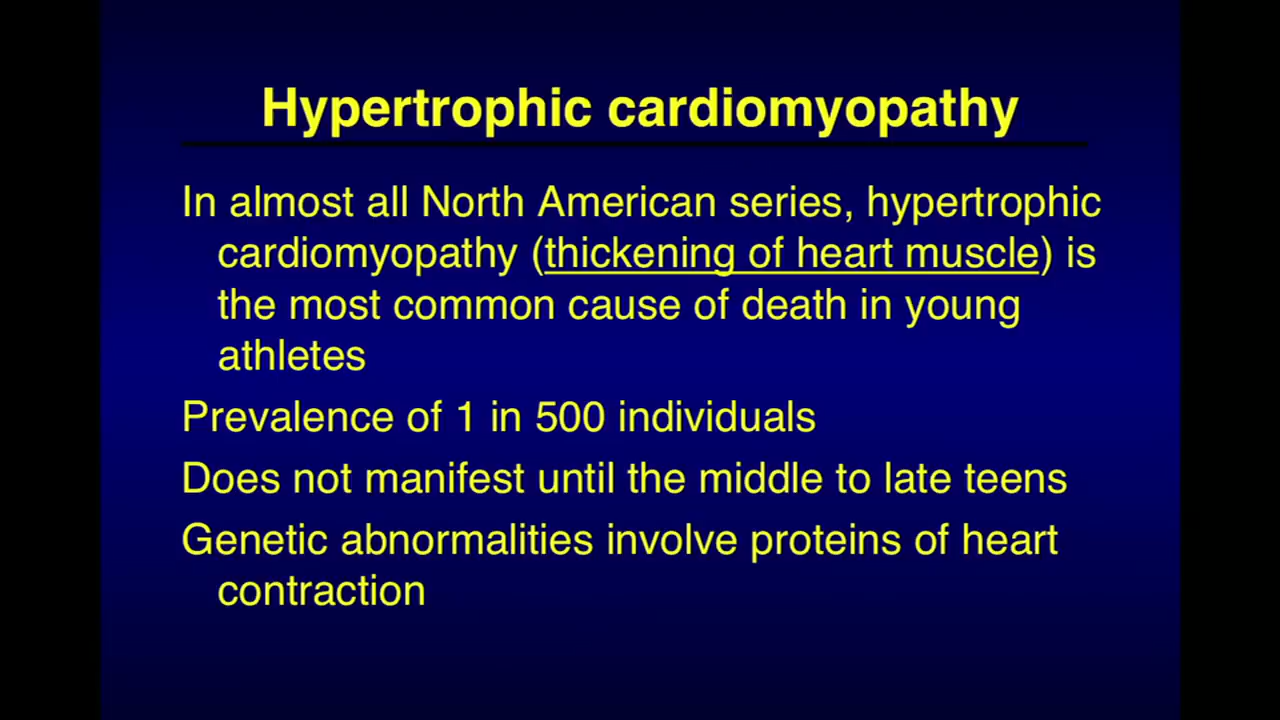 Hypertrophic cardiomyopathy
In almost all North American series, hypertrophic
cardiomyopathy (thickening of heart muscle) is
the most common cause of death in young
athletes
Prevalence of 1 in 500 individuals
Does not manifest until the middle to late teens
Genetic abnormalities involve proteins of heart
contraction